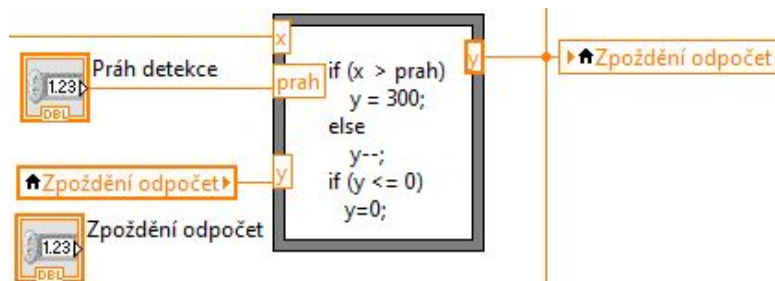 x
Práh detekce
1.23
DBL
prah
if (x > prah)
y = 300;
else
y--;
if (y <= 0)
y=0;
y
Zpoždění odpočet
Zpoždění odpočet
y
Zpoždění odpočet
1.23
DBL